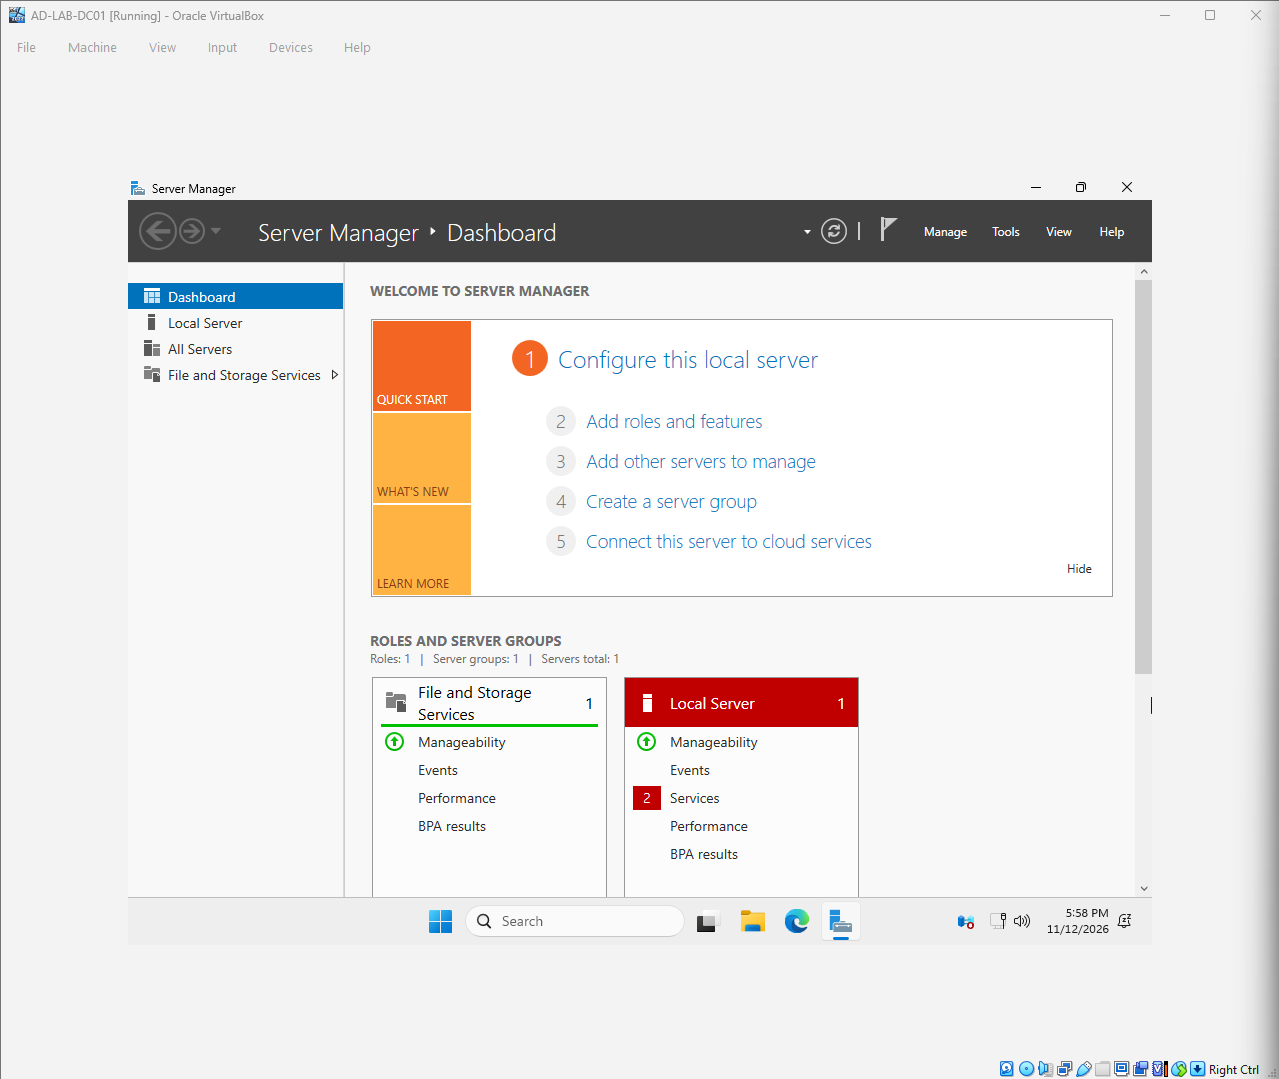 AD-LAB-DC01 [Running] - Oracle VirtualBox
File Machine View Input Devices Help
Server Manager
Server Manager Dashboard
Manage Tools View Help
Dashboard
Local Server
All Servers
File and Storage Services
WELCOME TO SERVER MANAGER
QUICK START
WHAT'S NEW
LEARN MORE
1 Configure this local server
2 Add roles and features
3 Add other servers to manage
4 Create a server group
5 Connect this server to cloud services
Hide
ROLES AND SERVER GROUPS
Roles: 1 | Server groups: 1 | Servers total: 1
File and Storage
Services
1
Manageability
Events
Performance
BPA results
Local Server 1
Manageability
Events
2 Services
Performance
BPA results
Search
5:58 PM
11/12/2026
Right Ctrl